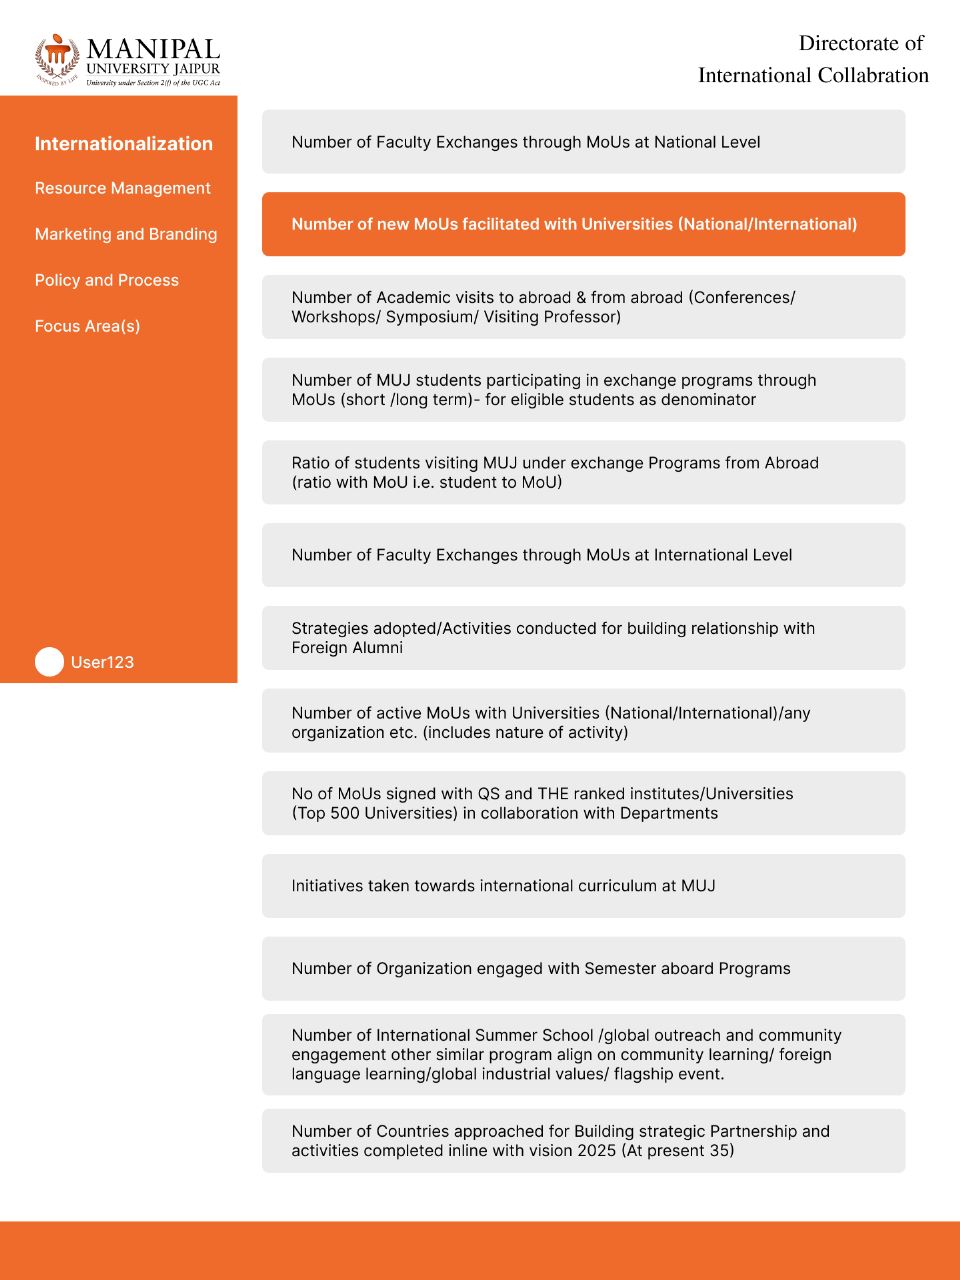 MANIPAL
UNIVERSITY JAIPUR
University under Section 2(f) of the UGC Act
INSPIRED BY LIFE
Directorate of
International Collabration
Internationalization
Resource Management
Marketing and Branding
Policy and Process
Focus Area(s)
User123
Number of Faculty Exchanges through MoUs at National Level
Number of new MoUs facilitated with Universities (National/International)
Number of Academic visits to abroad & from abroad (Conferences/
Workshops/ Symposium/ Visiting Professor)
Number of MUJ students participating in exchange programs through
MoUs (short /long term)- for eligible students as denominator
Ratio of students visiting MUJ under exchange Programs from Abroad
(ratio with MoU i.e. student to MoU)
Number of Faculty Exchanges through MoUs at International Level
Strategies adopted/Activities conducted for building relationship with
Foreign Alumni
Number of active MoUs with Universities (National/International)/any
organization etc. (includes nature of activity)
No of MoUs signed with QS and THE ranked institutes/Universities
(Top 500 Universities) in collaboration with Departments
Initiatives taken towards international curriculum at MUJ
Number of Organization engaged with Semester aboard Programs
Number of International Summer School /global outreach and community
engagement other similar program align on community learning/ foreign
language learning/global industrial values/ flagship event.
Number of Countries approached for Building strategic Partnership and
activities completed inline with vision 2025 (At present 35)